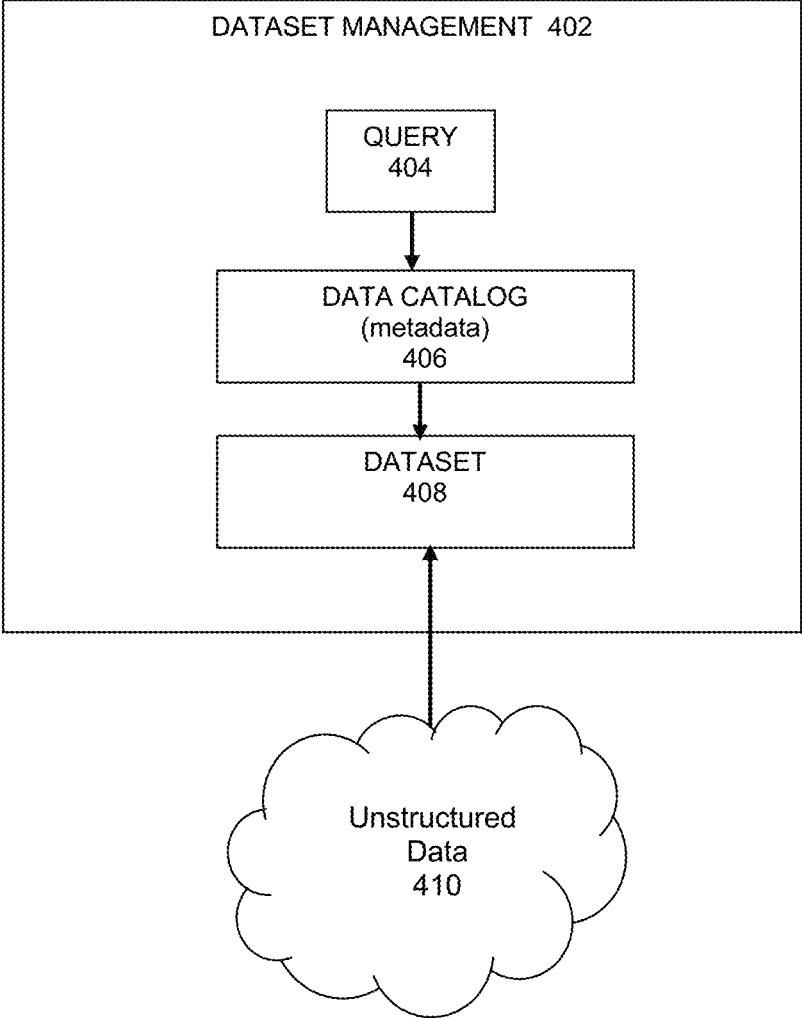 DATASET MANAGEMENT 402
QUERY
404
DATA CATALOG
(metadata)
406
DATASET
408
Unstructured
Data
410